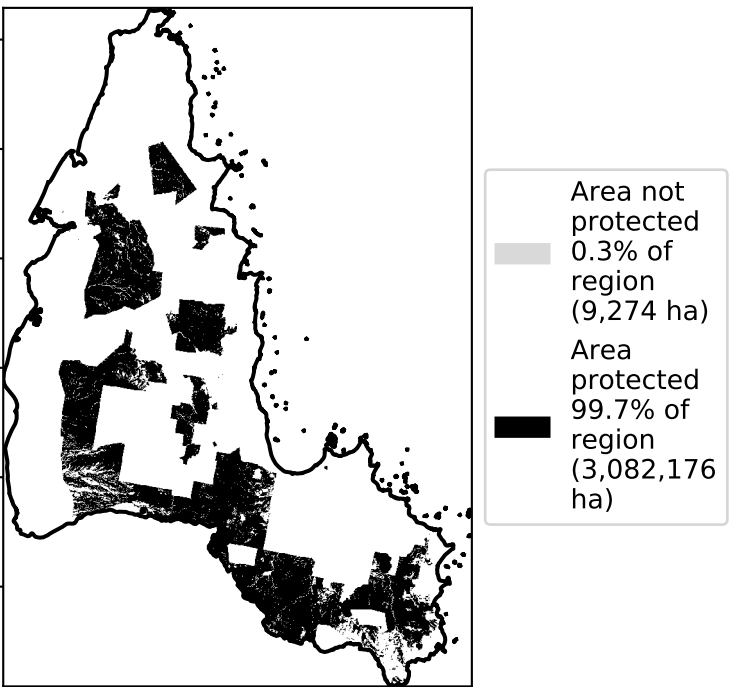 Area not
protected
0.3% of
region
(9,274 ha)
Area
protected
99.7% of
region
(3,082,176
ha)